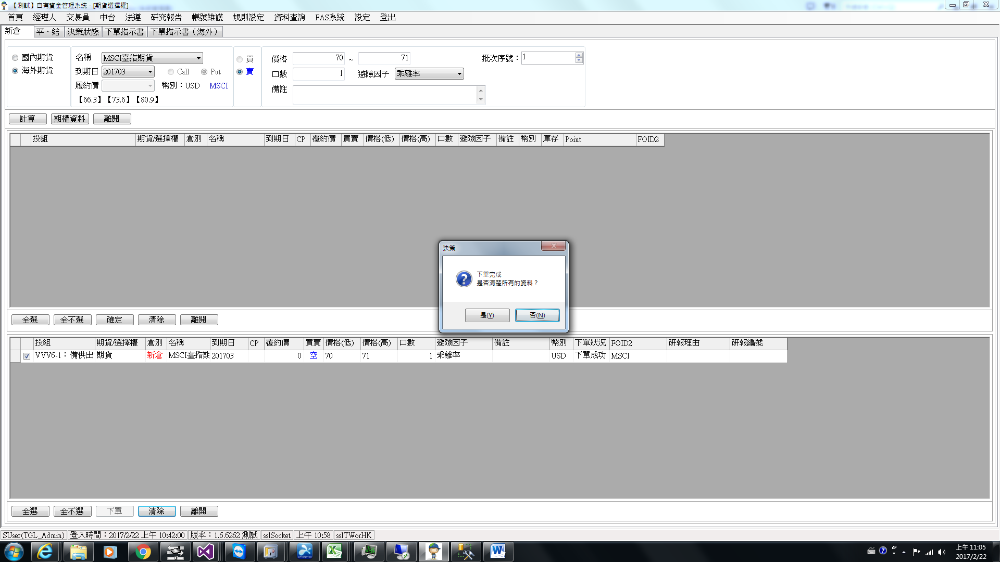 【測試】自有資金管理系統 - [期貨選擇權]
首頁 經理人 交易員 中台 法遵 研究報告 帳號維護 規則設定 資料查詢 FAS系統 設定 登出
新倉 平、結 決策狀態 下單指示書 下單指示書（海外）
國內期貨 名稱 MSCI臺指期貨 買 價格 70 ~ 71 批次序號： 1
海外期貨 到期日 201703 Call Put 賣 口數 1 避險因子 乖離率
履約價 幣別：USD MSCI 備註
【66.3】【73.6】【80.9】
計算 期權資料 離開
投組 期貨/選擇權 倉別 名稱 到期日 CP 覆約價 買賣 價格(低) 價格(高) 口數 避險因子 備註 幣別 庫存 Point FOID2
決策
下單完成
是否清楚所有的資料？
是(Y) 否(N)
全選 全不選 確定 清除 離開
投組 期貨/選擇權 倉別 名稱 到期日 CP 覆約價 買賣 價格(低) 價格(高) 口數 避險因子 備註 幣別 下單狀況 FOID2 研報理由 研報編號
VVV6-1：備供出 期貨 新倉 MSCI臺指期 201703 0 空 70 71 1 乖離率 USD 下單成功 MSCI
全選 全不選 下單 清除 離開
SUser(TGL_Admin) 登入時間：2017/2/22 上午 10:42:00 版本：1.6.6262 測試 sslSocket 上午 10:58 sslTWorHK
上午 11:05
2017/2/22